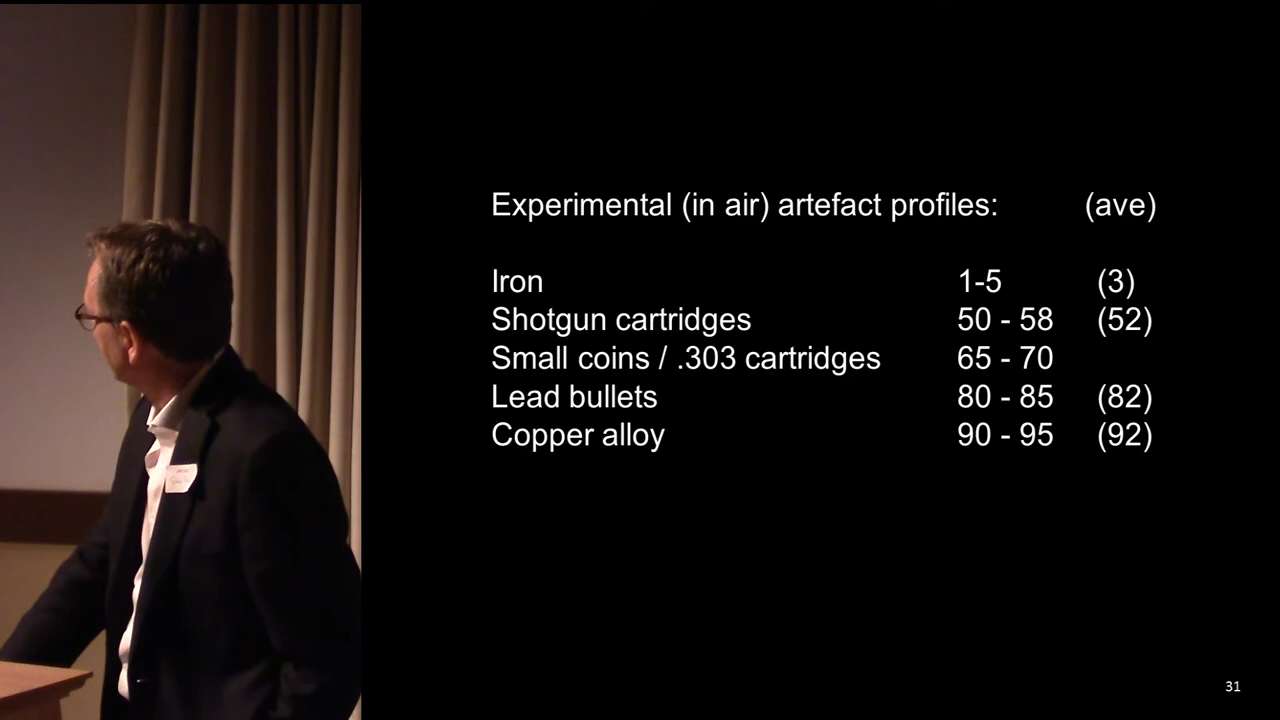 Experimental (in air) artefact profiles: (ave)
Iron 1-5 (3)
Shotgun cartridges 50 - 58 (52)
Small coins / .303 cartridges 65 - 70
Lead bullets 80 - 85 (82)
Copper alloy 90 - 95 (92)
31